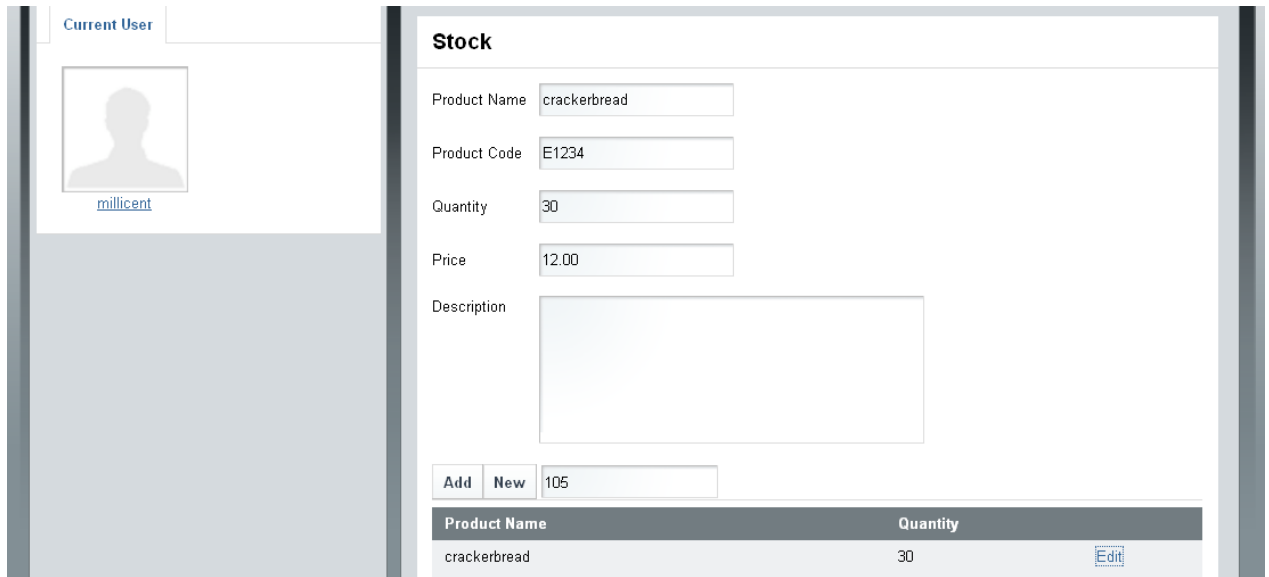 Current User
millicent
Stock
Product Name crackerbread
Product Code E1234
Quantity 30
Price 12.00
Description
Add New 105
Product Name Quantity
crackerbread 30 Edit